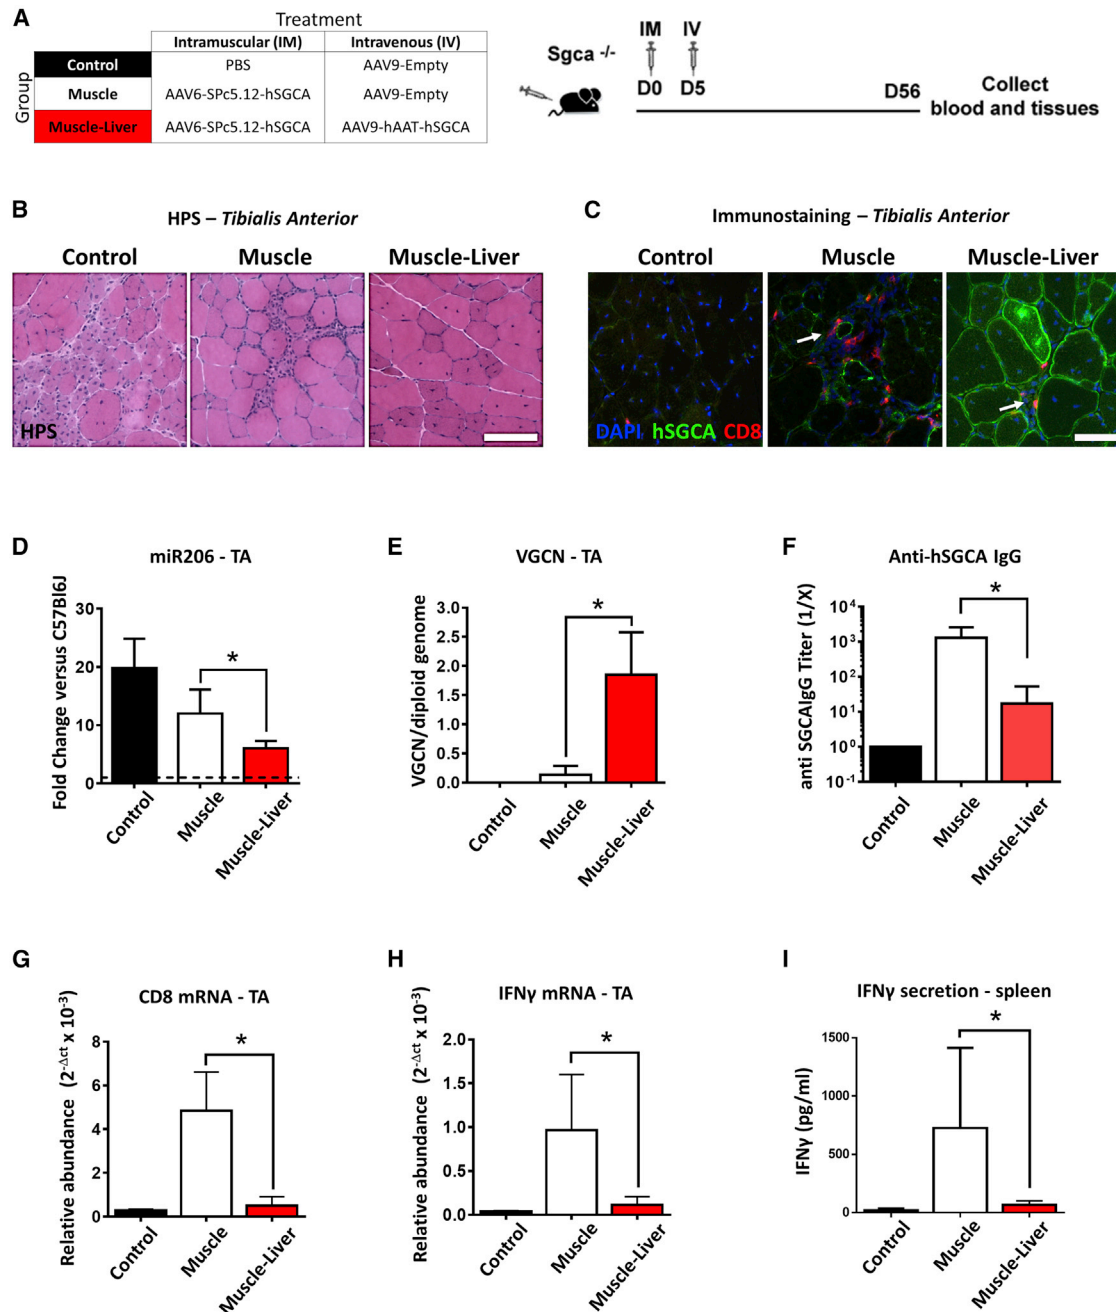 A
Treatment
Intramuscular (IM) Intravenous (IV)
Group
Control PBS AAV9-Empty
Muscle AAV6-SPc5.12-hSGCA AAV9-Empty
Muscle-Liver AAV6-SPc5.12-hSGCA AAV9-hAAT-hSGCA
Sgca -/-
IM IV
D0 D5
D56
Collect
blood and tissues
B
HPS – Tibialis Anterior
Control Muscle Muscle-Liver
HPS
C
Immunostaining – Tibialis Anterior
Control Muscle Muscle-Liver
DAPI hSGCA CD8
D
miR206 - TA
Fold Change versus C57Bl6J
30
20
10
0
*
Control
Muscle
Muscle-Liver
E
VGCN - TA
VGCN/diploid genome
3.0
2.5
2.0
1.5
1.0
0.5
0.0
*
Control
Muscle
Muscle-Liver
F
Anti-hSGCA IgG
anti SGCAIgG Titer (1/X)
10⁴
10³
10²
10¹
10⁰
10⁻¹
*
Control
Muscle
Muscle-Liver
G
CD8 mRNA - TA
Relative abundance (2⁻Δct x 10⁻³)
8
6
4
2
0
*
Control
Muscle
Muscle-Liver
H
IFNγ mRNA - TA
Relative abundance (2⁻Δct x 10⁻³)
2.0
1.5
1.0
0.5
0.0
*
Control
Muscle
Muscle-Liver
I
IFNγ secretion - spleen
IFNγ (pg/ml)
1500
1000
500
0
*
Control
Muscle
Muscle-Liver